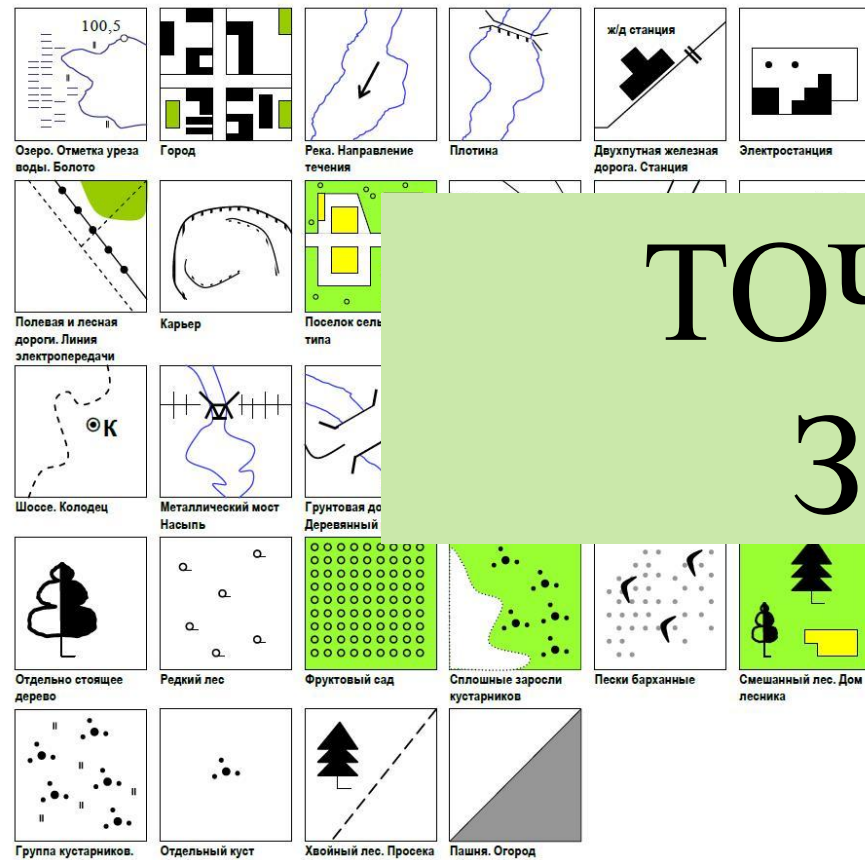 100,5
ж/д станция
Озеро. Отметка уреза
воды. Болото
Город
Река. Направление
течения
Плотина
Двухпутная железная
дорога. Станция
Электростанция
Полевая и лесная
дороги. Линия
электропередачи
Карьер
Поселок
типа
К
Шоссе. Колодец
Металлический мост
Насыпь
Грунтовая
Деревянный
ТОЧ
З
Отдельно стоящее
дерево
Редкий лес
Фруктовый сад
Сплошные заросли
кустарников
Пески барханные
Смешанный лес. Дом
лесника
Группа кустарников.
Отдельный куст
Хвойный лес. Просека
Пашня. Огород